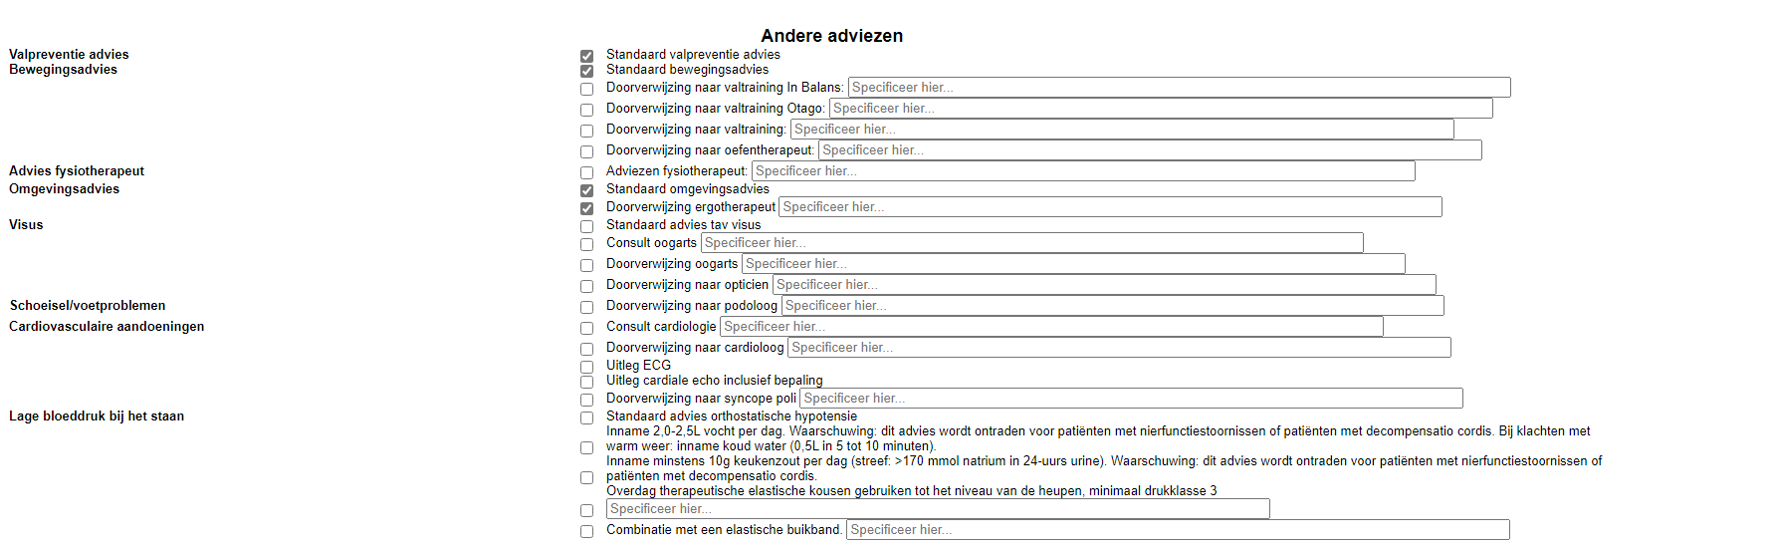 Andere adviezen
Valpreventie advies
Standaard valpreventie advies
Bewegingsadvies
Standaard bewegingsadvies
Doorverwijzing naar valtraining In Balans: Specificeer hier...
Doorverwijzing naar valtraining Otago: Specificeer hier...
Doorverwijzing naar valtraining: Specificeer hier...
Doorverwijzing naar oefentherapeut: Specificeer hier...
Advies fysiotherapeut
Adviezen fysiotherapeut: Specificeer hier...
Omgevingsadvies
Standaard omgevingsadvies
Doorverwijzing ergotherapeut Specificeer hier...
Visus
Standaard advies tav visus
Consult oogarts Specificeer hier...
Doorverwijzing oogarts Specificeer hier...
Doorverwijzing naar opticien Specificeer hier...
Schoeisel/voetproblemen
Doorverwijzing naar podoloog Specificeer hier...
Cardiovasculaire aandoeningen
Consult cardiologie Specificeer hier...
Doorverwijzing naar cardioloog Specificeer hier...
Uitleg ECG
Uitleg cardiale echo inclusief bepaling
Doorverwijzing naar syncope poli Specificeer hier...
Lage bloeddruk bij het staan
Standaard advies orthostatische hypotensie
Inname 2,0-2,5L vocht per dag. Waarschuwing: dit advies wordt ontraden voor patiënten met nierfunctiestoornissen of patiënten met decompensatio cordis. Bij klachten met
warm weer: inname koud water (0,5L in 5 tot 10 minuten).
Inname minstens 10g keukenzout per dag (streef: >170 mmol natrium in 24-uurs urine). Waarschuwing: dit advies wordt ontraden voor patiënten met nierfunctiestoornissen of
patiënten met decompensatio cordis.
Overdag therapeutische elastische kousen gebruiken tot het niveau van de heupen, minimaal drukklasse 3
Specificeer hier...
Combinatie met een elastische buikband. Specificeer hier...